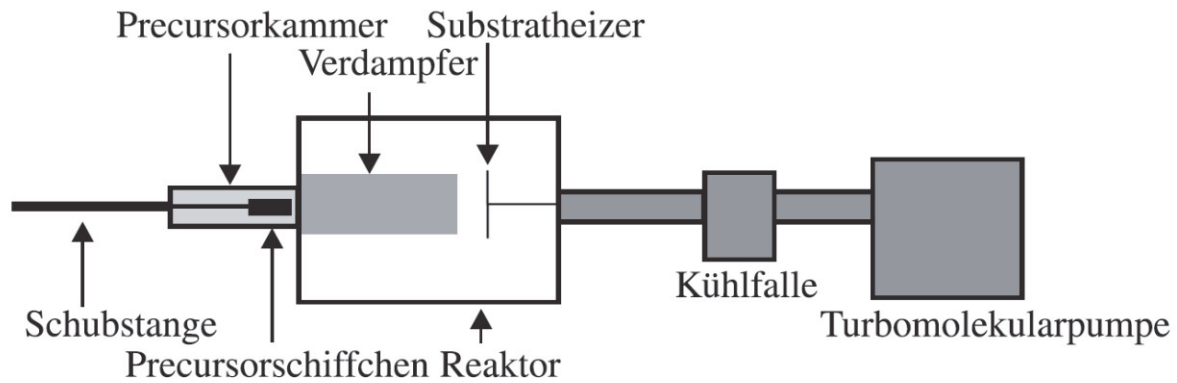 Precursorkammer
Substratheizer
Verdampfer
Kühlfalle
Schubstange
Turbomolekularpumpe
Precursorschiffchen
Reaktor